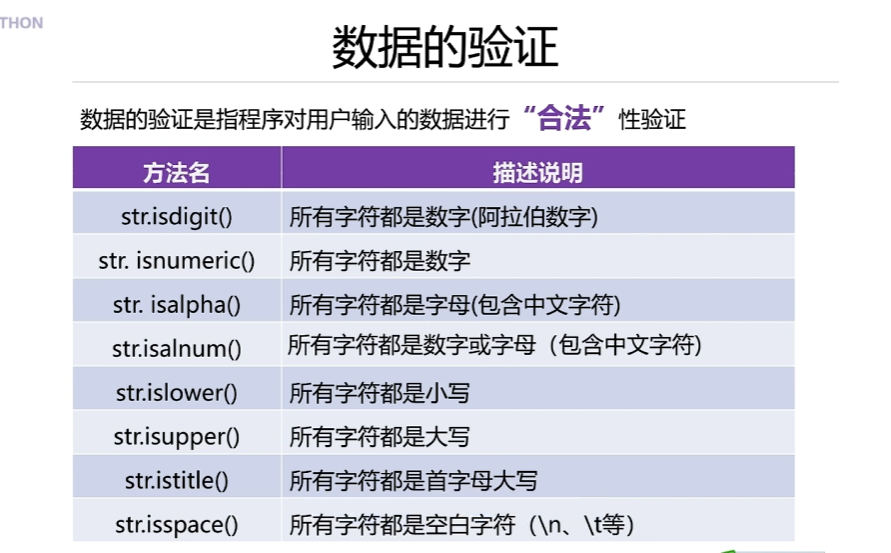 THON
数据的验证
数据的验证是指程序对用户输入的数据进行“合法”性验证
方法名 描述说明
str.isdigit() 所有字符都是数字(阿拉伯数字)
str. isnumeric() 所有字符都是数字
str. isalpha() 所有字符都是字母(包含中文字符)
str.isalnum() 所有字符都是数字或字母（包含中文字符)
str.islower() 所有字符都是小写
str.isupper() 所有字符都是大写
str.istitle() 所有字符都是首字母大写
str.isspace() 所有字符都是空白字符（\n、\t等）